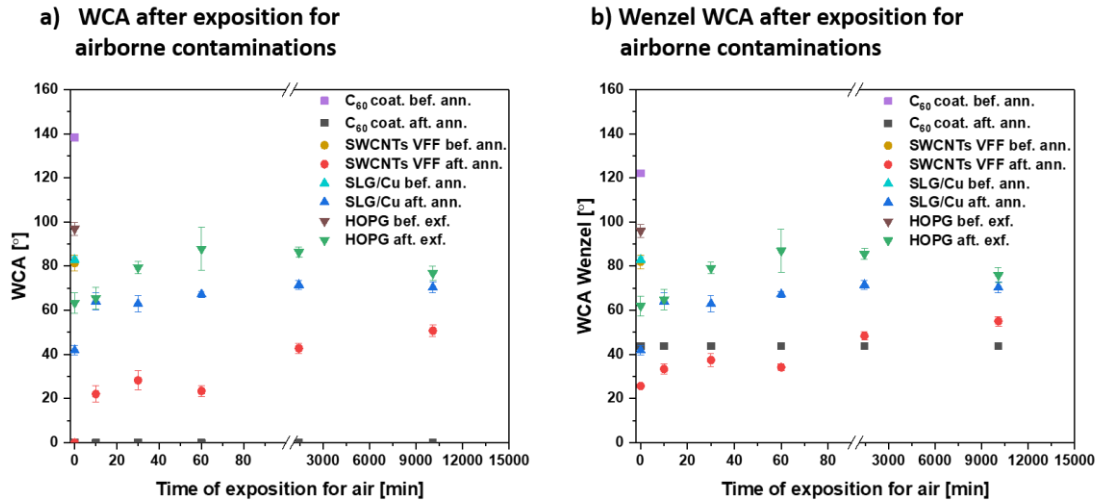 a) WCA after exposition for
airborne contaminations
WCA [°]
160
140
120
100
80
60
40
20
0
C60 coat. bef. ann.
C60 coat. aft. ann.
SWCNTs VFF bef. ann.
SWCNTs VFF aft. ann.
SLG/Cu bef. ann.
SLG/Cu aft. ann.
HOPG bef. exf.
HOPG aft. exf.
0 20 40 60 80 3000 6000 9000 12000 15000
Time of exposition for air [min]
b) Wenzel WCA after exposition for
airborne contaminations
WCA Wenzel [°]
160
140
120
100
80
60
40
20
0
C60 coat. bef. ann.
C60 coat. aft. ann.
SWCNTs VFF bef. ann.
SWCNTs VFF aft. ann.
SLG/Cu bef. ann.
SLG/Cu aft. ann.
HOPG bef. exf.
HOPG aft. exf.
0 20 40 60 80 3000 6000 9000 12000 15000
Time of exposition for air [min]